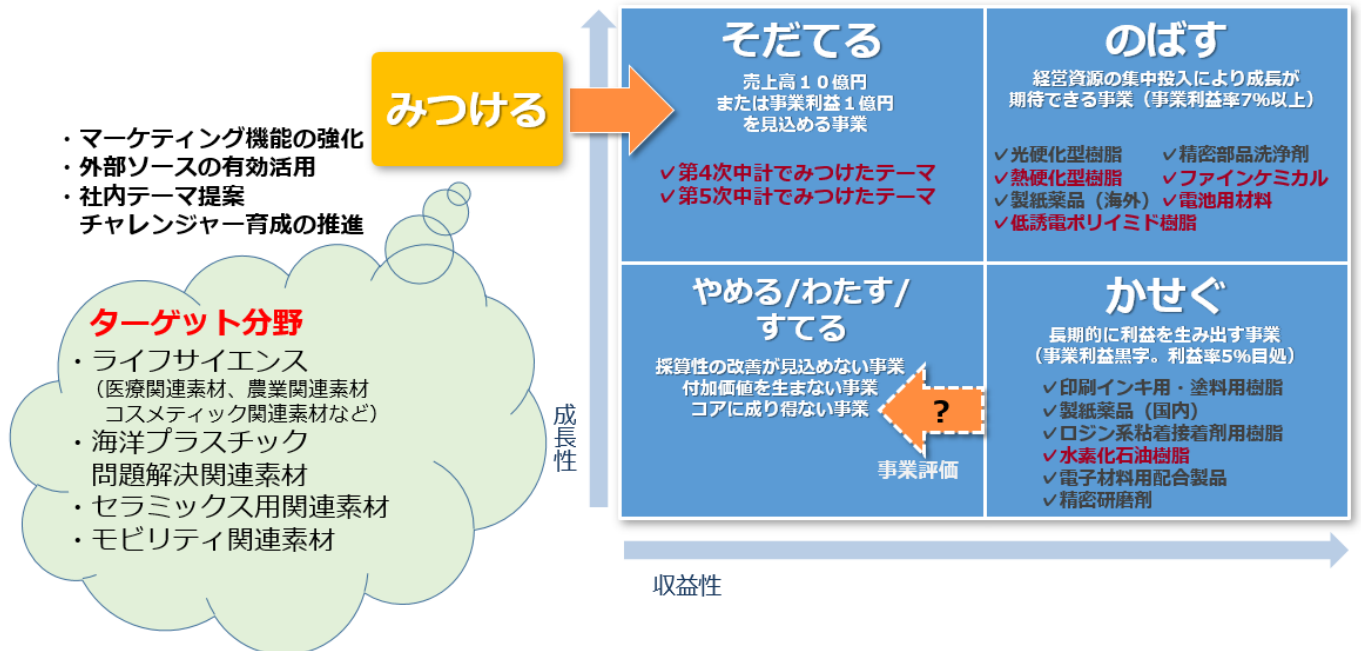 みつける
・マーケティング機能の強化
・外部ソースの有効活用
・社内テーマ提案
チャレンジャー育成の推進
ターゲット分野
・ライフサイエンス
（医療関連素材、農業関連素材
コスメティック関連素材など）
・海洋プラスチック
問題解決関連素材
・セラミックス用関連素材
・モビリティ関連素材
成長性
そだてる
売上高１０億円
または事業利益１億円
を見込める事業
✓第4次中計でみつけたテーマ
✓第5次中計でみつけたテーマ
のばす
経営資源の集中投入により成長が
期待できる事業（事業利益率7%以上）
✓光硬化型樹脂 ✓精密部品洗浄剤
✓熱硬化型樹脂 ✓ファインケミカル
✓製紙薬品（海外） ✓電池用材料
✓低誘電ポリイミド樹脂
やめる/わたす/
すてる
採算性の改善が見込めない事業
付加価値を生まない事業
コアに成り得ない事業
?
事業評価
かせぐ
長期的に利益を生み出す事業
（事業利益黒字。利益率5%目処）
✓印刷インキ用・塗料用樹脂
✓製紙薬品（国内）
✓ロジン系粘着接着剤用樹脂
✓水素化石油樹脂
✓電子材料用配合製品
✓精密研磨剤
収益性